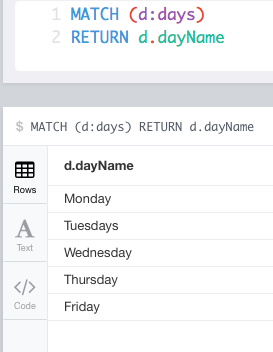 1 MATCH (d:days)
2 RETURN d.dayName
$ MATCH (d:days) RETURN d.dayName
Rows
Text
Code
d.dayName
Monday
Tuesdays
Wednesday
Thursday
Friday